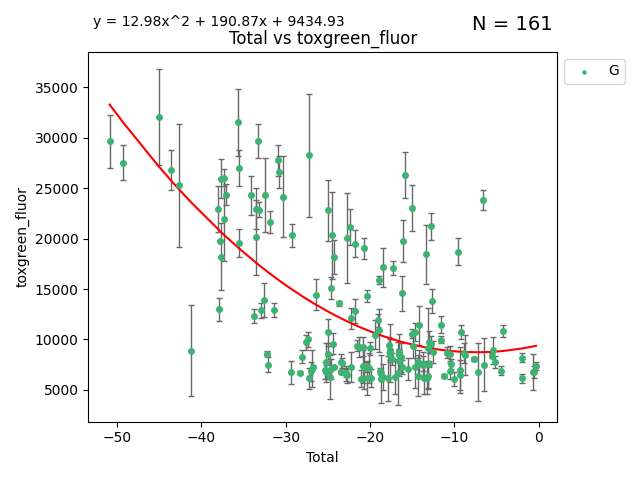 y = 12.98x^2 + 190.87x + 9434.93
N = 161
Total vs toxgreen_fluor
G
toxgreen_fluor
35000
30000
25000
20000
15000
10000
5000
−50
−40
−30
−20
−10
0
Total